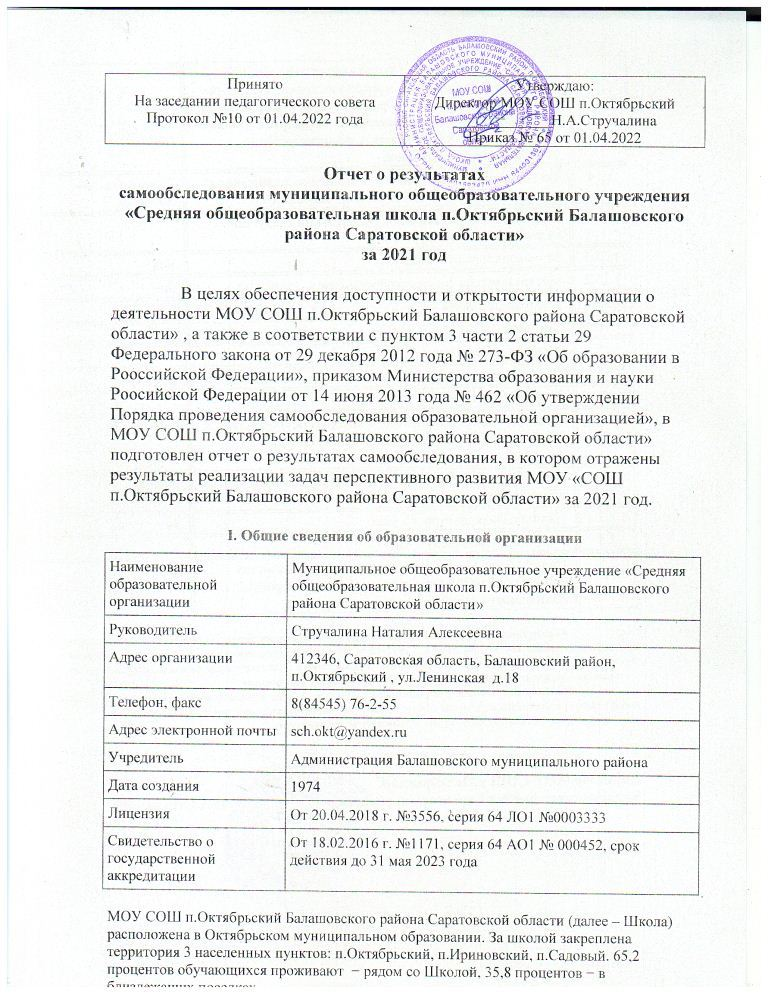 Принято
На заседании педагогического совета
Протокол №10 от 01.04.2022 года
Утверждаю:
Директор МОУ СОШ п.Октябрьский
Н.А.Стручалина
Приказ № 65 от 01.04.2022
МОУ СОШ
Отчет о результатах
самообследования муниципального общеобразовательного учреждения
«Средняя общеобразовательная школа п.Октябрьский Балашовского
района Саратовской области»
за 2021 год
В целях обеспечения доступности и открытости информации о
деятельности МОУ СОШ п.Октябрьский Балашовского района Саратовской
области» , а также в соответствии с пунктом 3 части 2 статьи 29
Федерального закона от 29 декабря 2012 года № 273-ФЗ «Об образовании в
Рооссийской Федерации», приказом Министерства образования и науки
Роосийской Федерации от 14 июня 2013 года № 462 «Об утверждении
Порядка проведения самообследования образовательной организацией», в
МОУ СОШ п.Октябрьский Балашовского района Саратовской области»
подготовлен отчет о результатах самообследования, в котором отражены
результаты реализации задач перспективного развития МОУ «СОШ
п.Октябрьский Балашовского района Саратовской области» за 2021 год.
I. Общие сведения об образовательной организации
Наименование
образовательной
организации
Муниципальное общеобразовательное учреждение «Средняя
общеобразовательная школа п.Октябрьский Балашовского
района Саратовской области»
Руководитель
Стручалина Наталия Алексеевна
Адрес организации
412346, Саратовская область, Балашовский район,
п.Октябрьский , ул.Ленинская д.18
Телефон, факс
8(84545) 76-2-55
Адрес электронной почты
sch.okt@yandex.ru
Учредитель
Администрация Балашовского муниципального района
Дата создания
1974
Лицензия
От 20.04.2018 г. №3556, серия 64 ЛО1 №0003333
Свидетельство о
государственной
аккредитации
От 18.02.2016 г. №1171, серия 64 АО1 № 000452, срок
действия до 31 мая 2023 года
МОУ СОШ п.Октябрьский Балашовского района Саратовской области (далее – Школа)
расположена в Октябрьском муниципальном образовании. За школой закреплена
территория 3 населенных пунктов: п.Октябрьский, п.Ириновский, п.Садовый. 65,2
процентов обучающихся проживают – рядом со Школой, 35,8 процентов – в